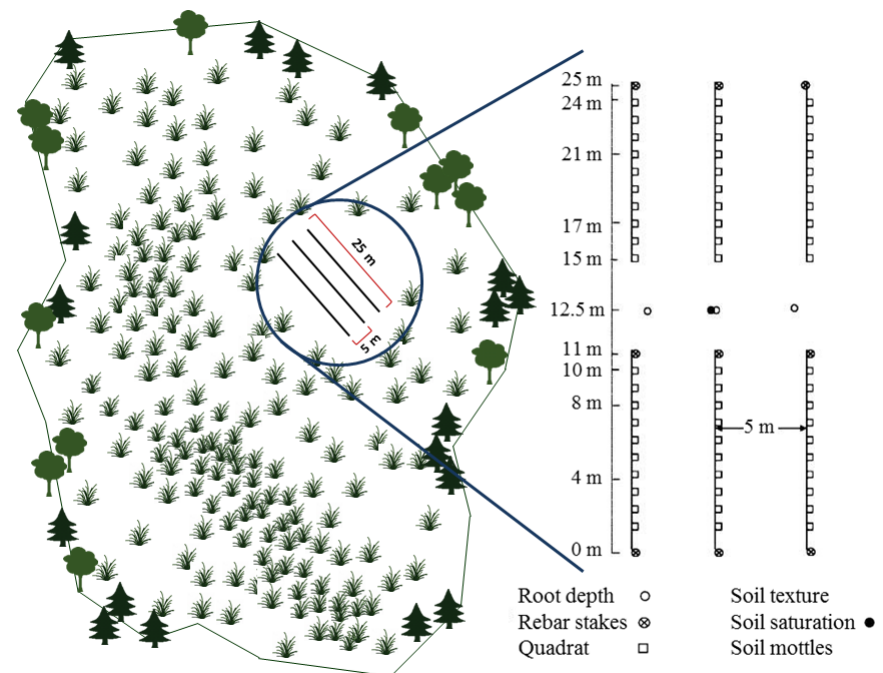 25 m
5 m
25 m
24 m
21 m
17 m
15 m
12.5 m
11 m
10 m
8 m
5 m
4 m
0 m
Root depth
Soil texture
Rebar stakes
Soil saturation
Quadrat
Soil mottles